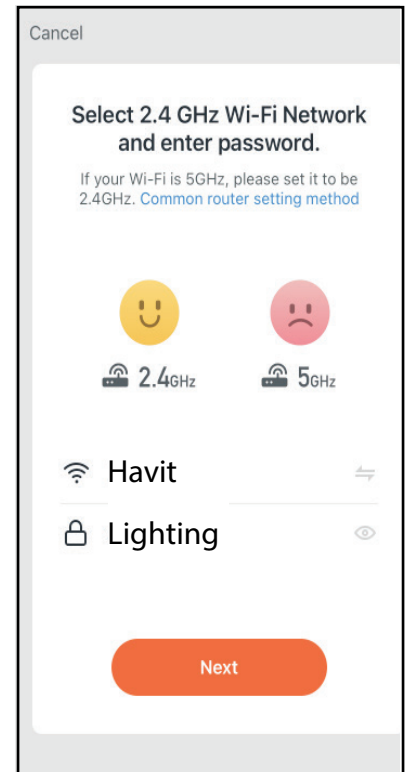 Cancel
Select 2.4 GHz Wi-Fi Network
and enter password.
If your Wi-Fi is 5GHz, please set it to be
2.4GHz. Common router setting method
2.4GHz 5GHz
Havit
Lighting
Next